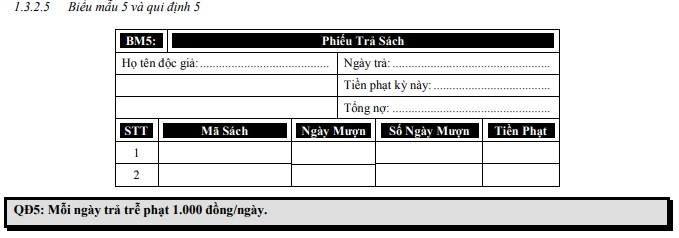 1.3.2.5 Biểu mẫu 5 và qui định 5
BM5: Phiếu Trả Sách
Họ tên độc giả: .......................................... Ngày trả: ...................................................
Tiền phạt kỳ này: ......................................
Tổng nợ: ...................................................
STT Mã Sách Ngày Mượn Số Ngày Mượn Tiền Phạt
1
2
QĐ5: Mỗi ngày trả trễ phạt 1.000 đồng/ngày.